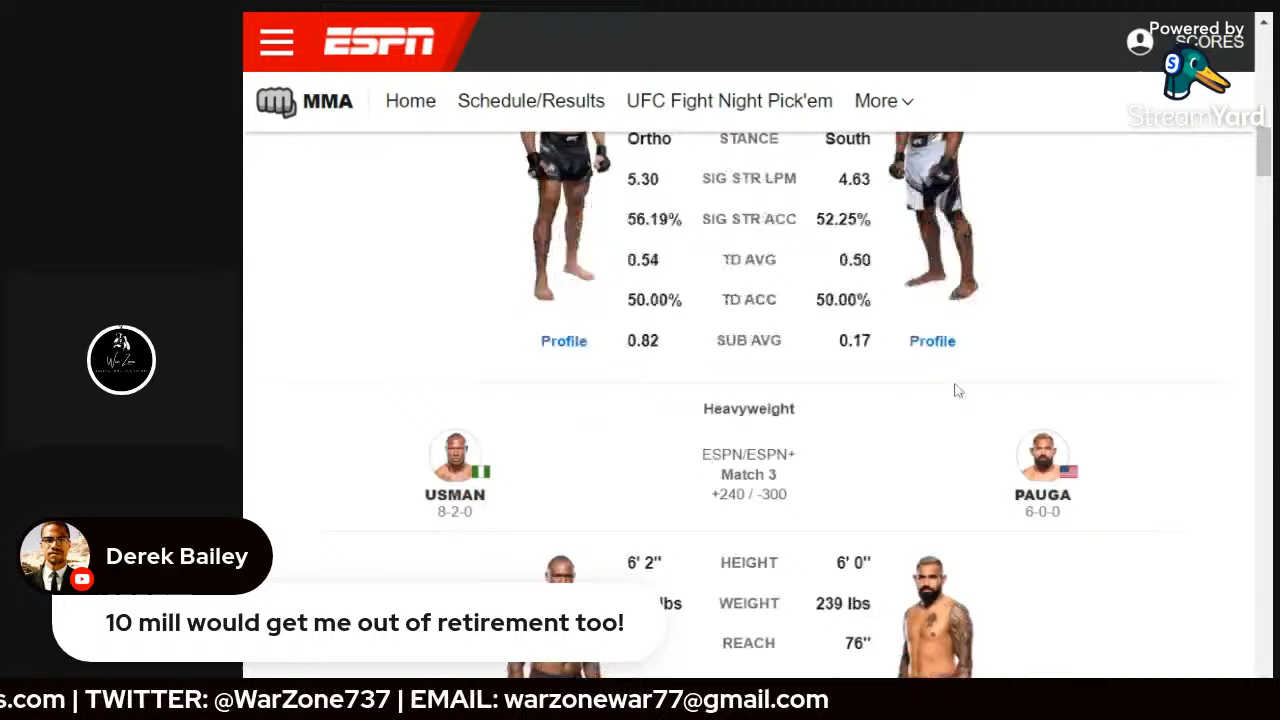 ESPN
Powered by
SCORES
StreamYard
MMA Home Schedule/Results UFC Fight Night Pick'em More
Ortho STANCE South
5.30 SIG STR LPM 4.63
56.19% SIG STR ACC 52.25%
0.54 TD AVG 0.50
50.00% TD ACC 50.00%
Profile 0.82 SUB AVG 0.17 Profile
Heavyweight
ESPN/ESPN+
Match 3
+240 / -300
USMAN
8-2-0
PAUGA
6-0-0
6' 2" HEIGHT 6' 0"
lbs WEIGHT 239 lbs
REACH 76"
War Zone
Derek Bailey
10 mill would get me out of retirement too!
s.com | TWITTER: @WarZone737 | EMAIL: warzonewar77@gmail.com